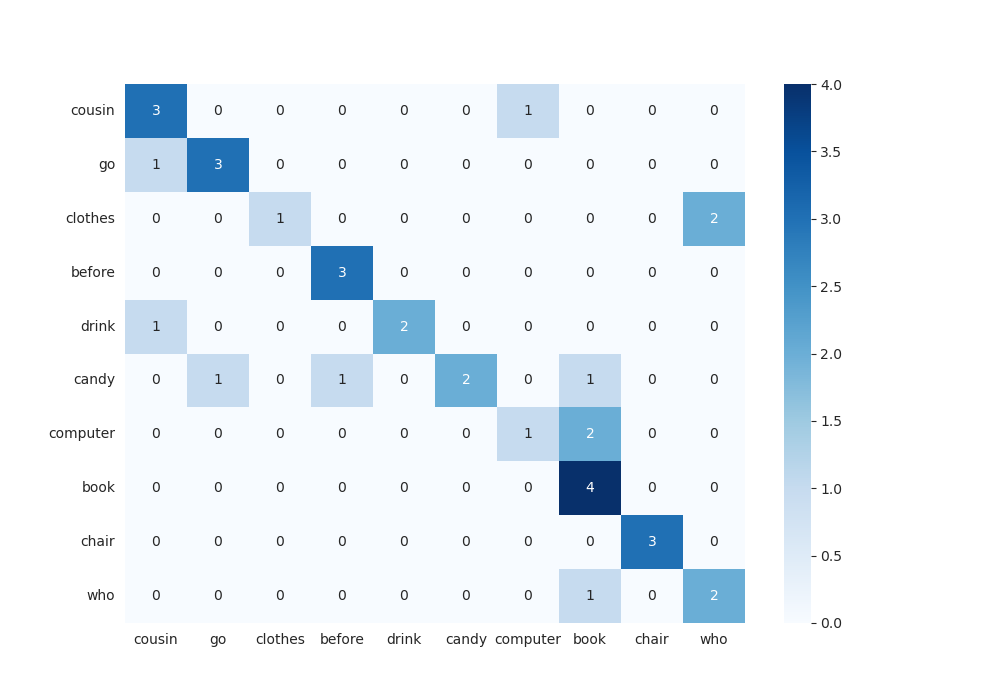 cousin 3 0 0 0 0 0 1 0 0 0
go 1 3 0 0 0 0 0 0 0 0
clothes 0 0 1 0 0 0 0 0 0 2
before 0 0 0 3 0 0 0 0 0 0
drink 1 0 0 0 2 0 0 0 0 0
candy 0 1 0 1 0 2 0 1 0 0
computer 0 0 0 0 0 0 1 2 0 0
book 0 0 0 0 0 0 0 4 0 0
chair 0 0 0 0 0 0 0 0 3 0
who 0 0 0 0 0 0 0 1 0 2
cousin go clothes before drink candy computer book chair who
4.0
3.5
3.0
2.5
2.0
1.5
1.0
0.5
0.0